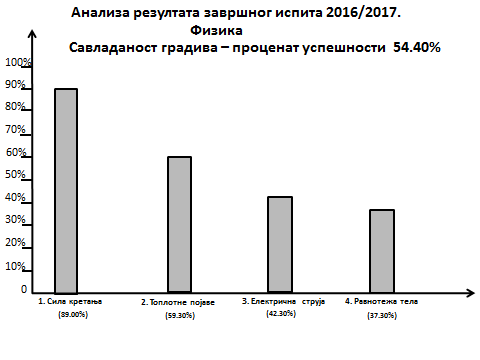 Анализа резултата завршног испита 2016/2017.
Физика
Савладаност градива – проценат успешности 54.40%
100%
90%
80%
70%
60%
50%
40%
30%
20%
10%
0
1. Сила кретања
(89.00%)
2. Топлотне појаве
(59.30%)
3. Електрична струја
(42.30%)
4. Равнотежа тела
(37.30%)